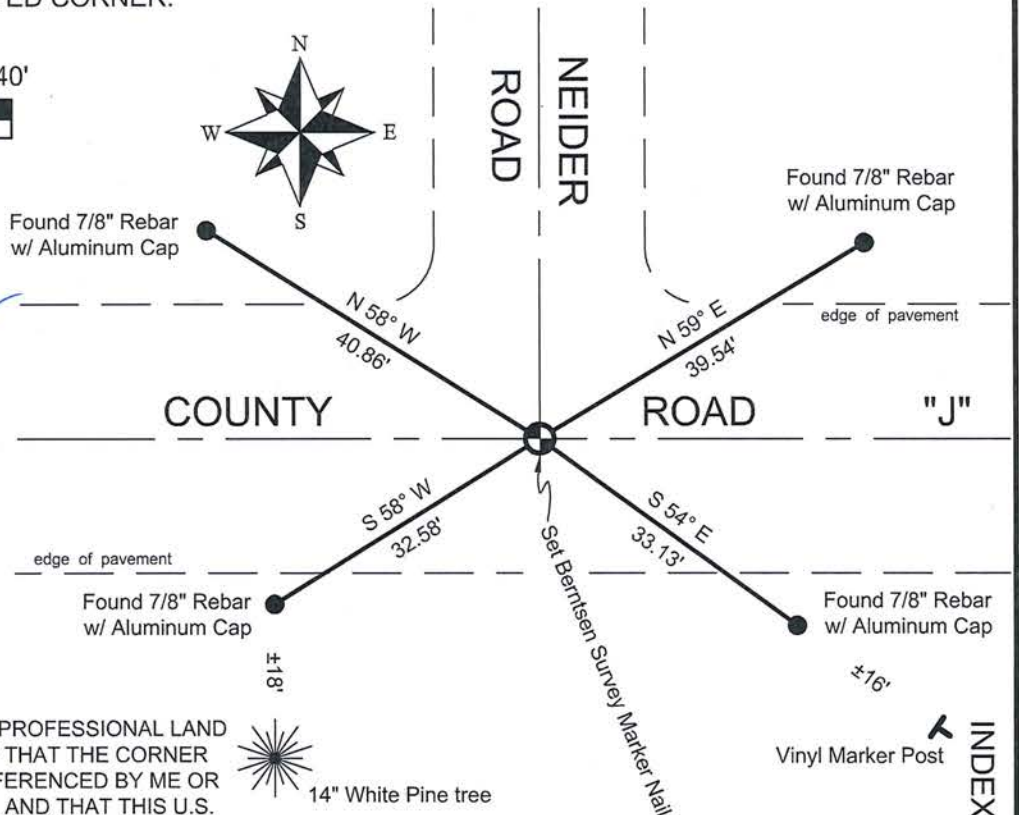 ED CORNER.
40'
N
W
E
S
NEIDER
ROAD
Found 7/8" Rebar
w/ Aluminum Cap
Found 7/8" Rebar
w/ Aluminum Cap
N 58° W
40.86'
N 59° E
39.54'
edge of pavement
COUNTY ROAD "J"
S 58° W
32.58'
S 54° E
33.13'
edge of pavement
Set Berntsen Survey Marker Nail
Found 7/8" Rebar
w/ Aluminum Cap
Found 7/8" Rebar
w/ Aluminum Cap
±18'
±16'
PROFESSIONAL LAND
THAT THE CORNER
FERENCED BY ME OR
AND THAT THIS U.S.
14" White Pine tree
Vinyl Marker Post
INDEX